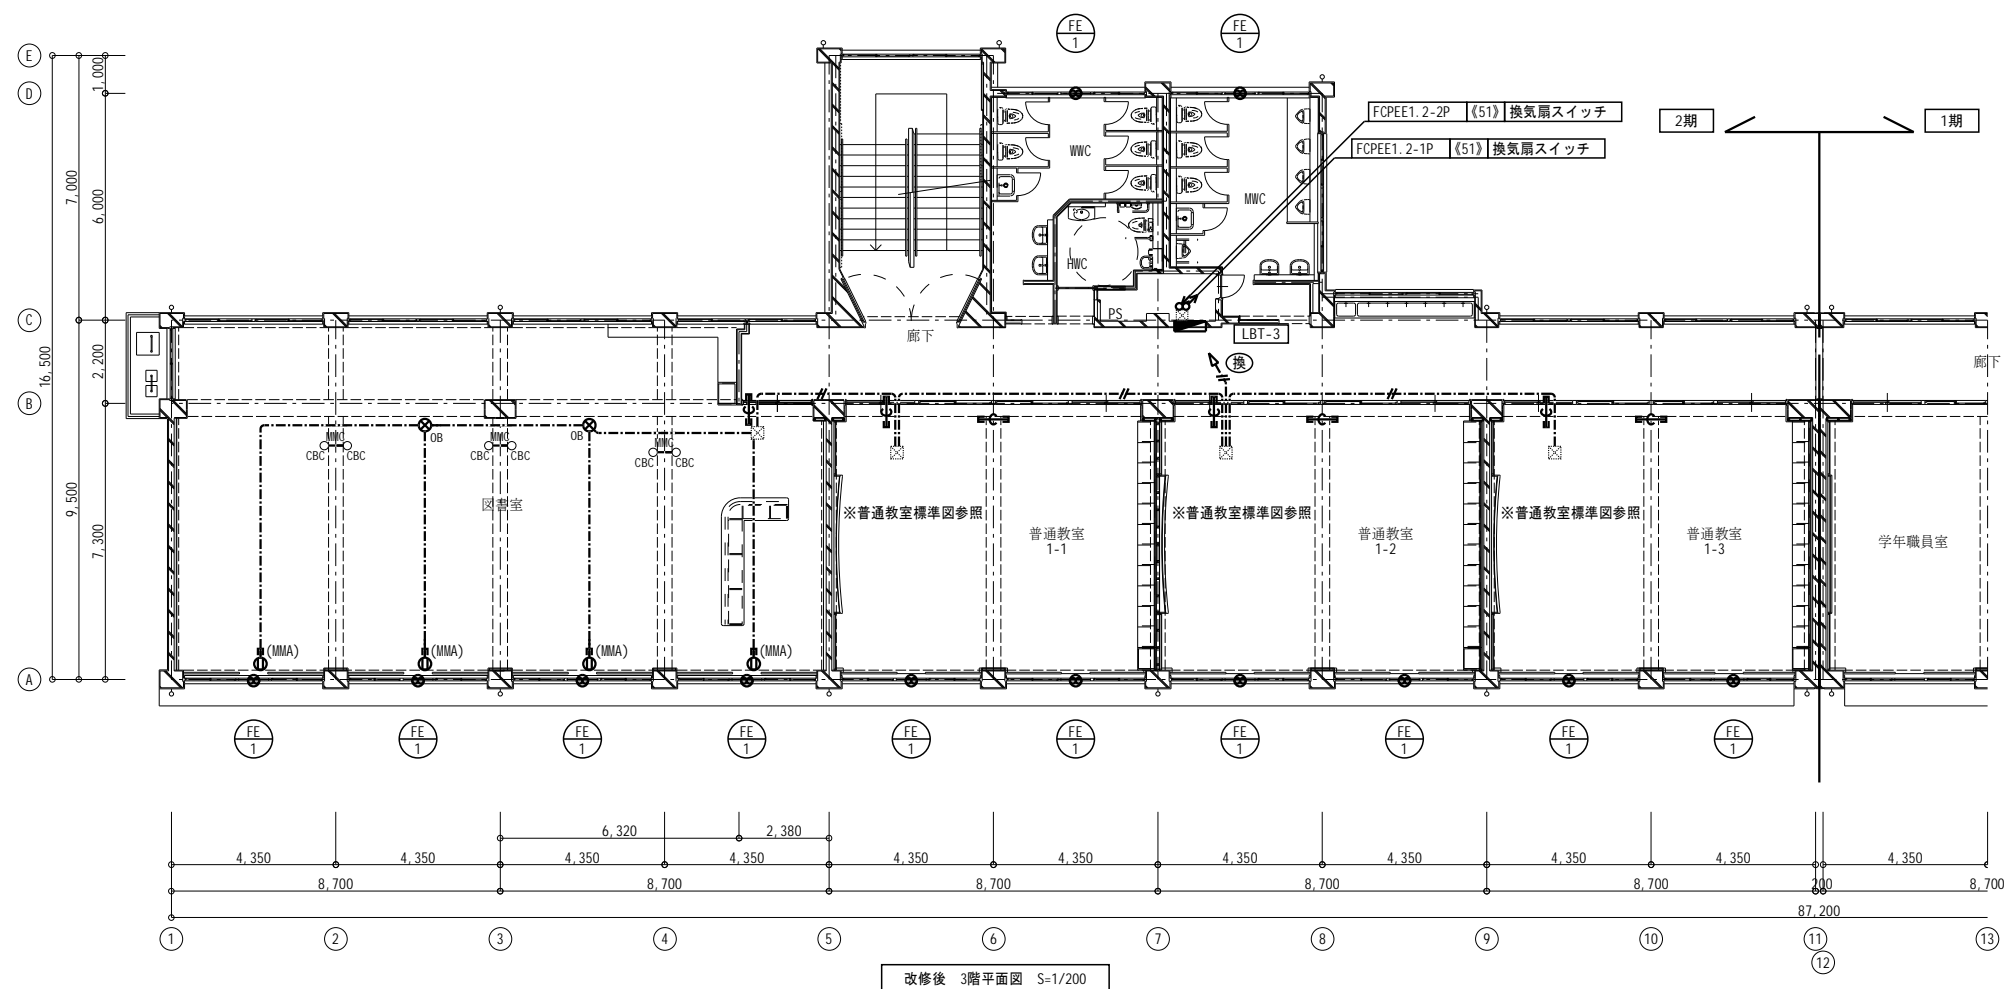 FE
1
FE
1
E
D
C
B
A
1,000
7,000
6,000
16,500
2,200
9,500
7,300
FCPEE1.2-2P 《51》 換気扇スイッチ
FCPEE1.2-1P 《51》 換気扇スイッチ
2期
1期
WWC
MWC
HWC
PS
LBT-3
廊下
換
廊下
OB
OB
MMC
CBC CBC
MMC
CBC CBC
MMC
CBC CBC
図書室
※普通教室標準図参照
※普通教室標準図参照
※普通教室標準図参照
普通教室
1-1
普通教室
1-2
普通教室
1-3
学年職員室
(MMA)
(MMA)
(MMA)
(MMA)
FE
1
FE
1
FE
1
FE
1
FE
1
FE
1
FE
1
FE
1
FE
1
FE
1
6,320 2,380
4,350 4,350 4,350 4,350 4,350 4,350 4,350 4,350 4,350 4,350 4,350
8,700 8,700 8,700 8,700 8,700 200 8,700
87,200
1 2 3 4 5 6 7 8 9 10 11 13
12
改修後 3階平面図 S=1/200